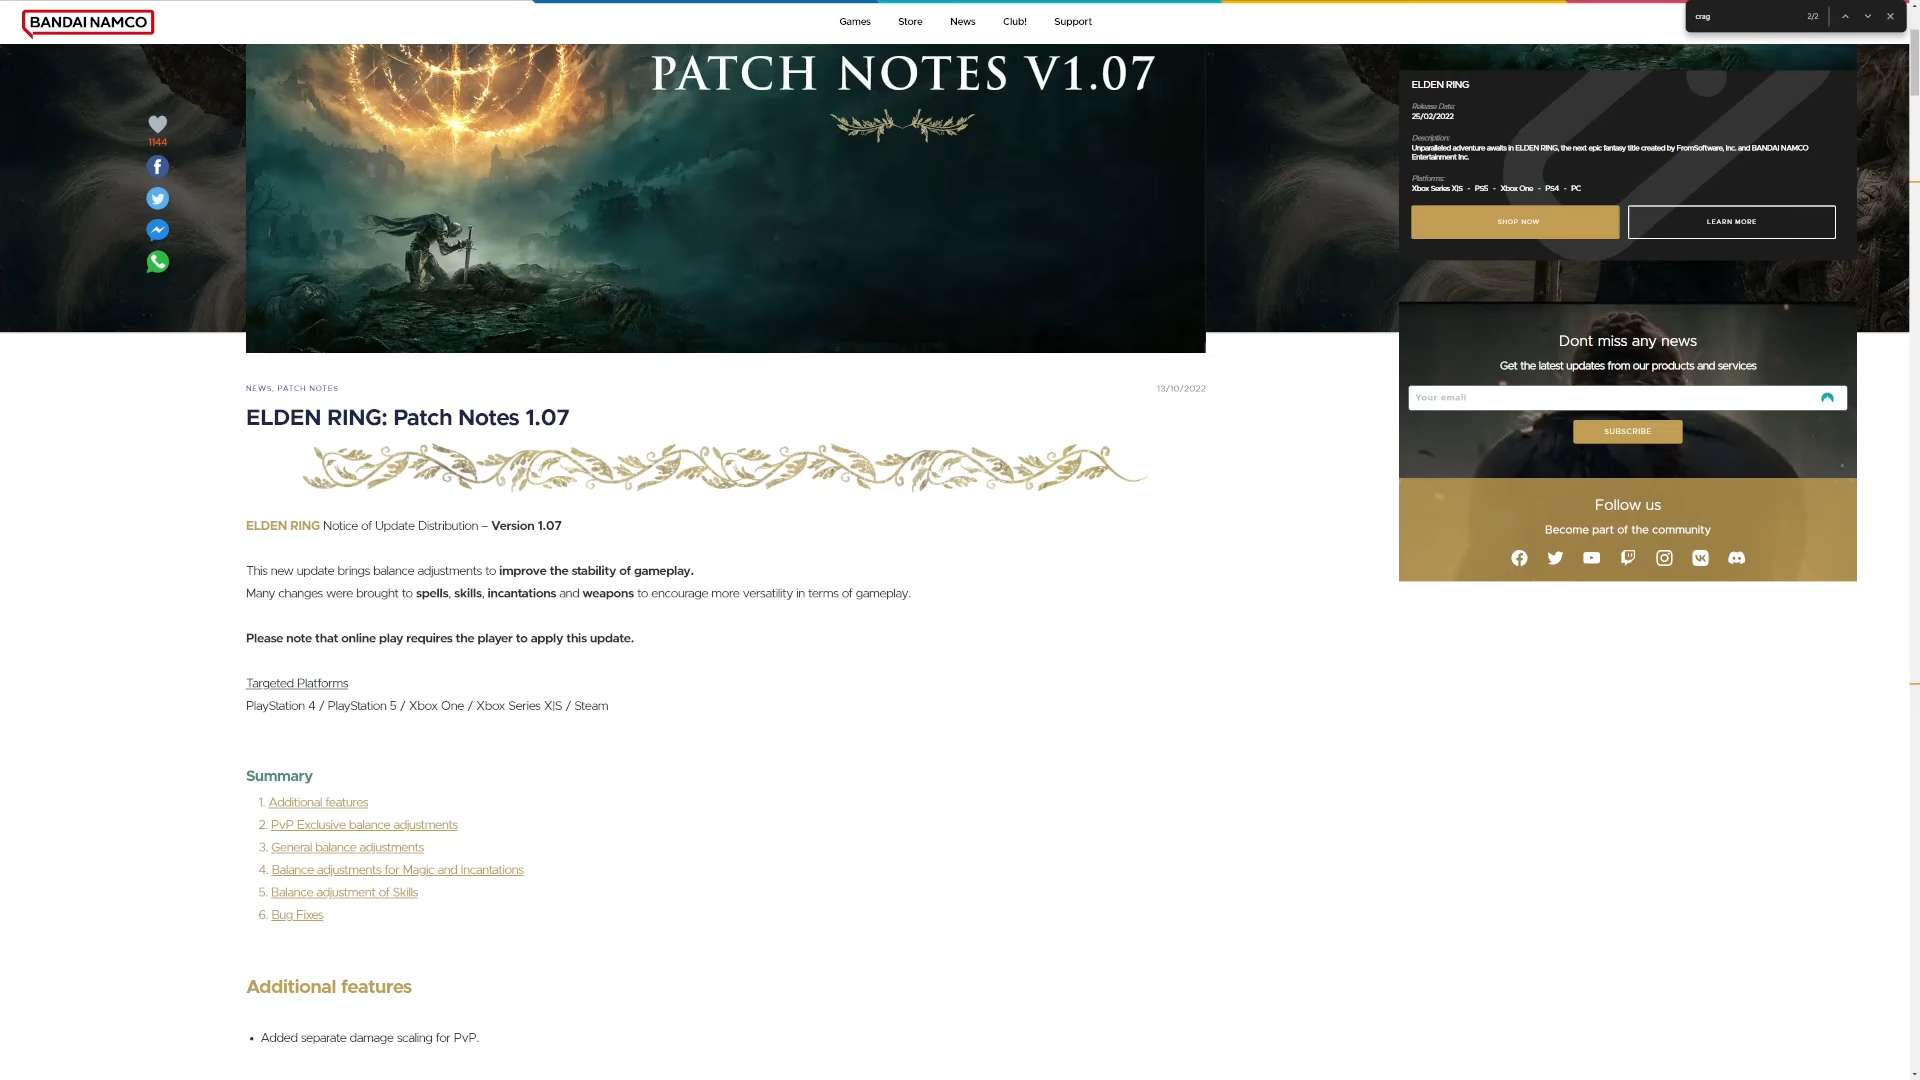 BANDAI NAMCO
Games
Store
News
Club!
Support
crag
2/2
PATCH NOTES V1.07
1144
ELDEN RING
Release Date:
25/02/2022
Description:
Unparalleled adventure awaits in ELDEN RING, the next epic fantasy title created by FromSoftware, Inc. and BANDAI NAMCO
Entertainment Inc.
Platforms:
Xbox Series X|S - PS5 - Xbox One - PS4 - PC
SHOP NOW
LEARN MORE
Dont miss any news
Get the latest updates from our products and services
Your email
SUBSCRIBE
Follow us
Become part of the community
NEWS, PATCH NOTES
13/10/2022
ELDEN RING: Patch Notes 1.07
ELDEN RING Notice of Update Distribution – Version 1.07
This new update brings balance adjustments to improve the stability of gameplay.
Many changes were brought to spells, skills, incantations and weapons to encourage more versatility in terms of gameplay.
Please note that online play requires the player to apply this update.
Targeted Platforms
PlayStation 4 / PlayStation 5 / Xbox One / Xbox Series X|S / Steam
Summary
1. Additional features
2. PvP Exclusive balance adjustments
3. General balance adjustments
4. Balance adjustments for Magic and Incantations
5. Balance adjustment of Skills
6. Bug Fixes
Additional features
• Added separate damage scaling for PvP.